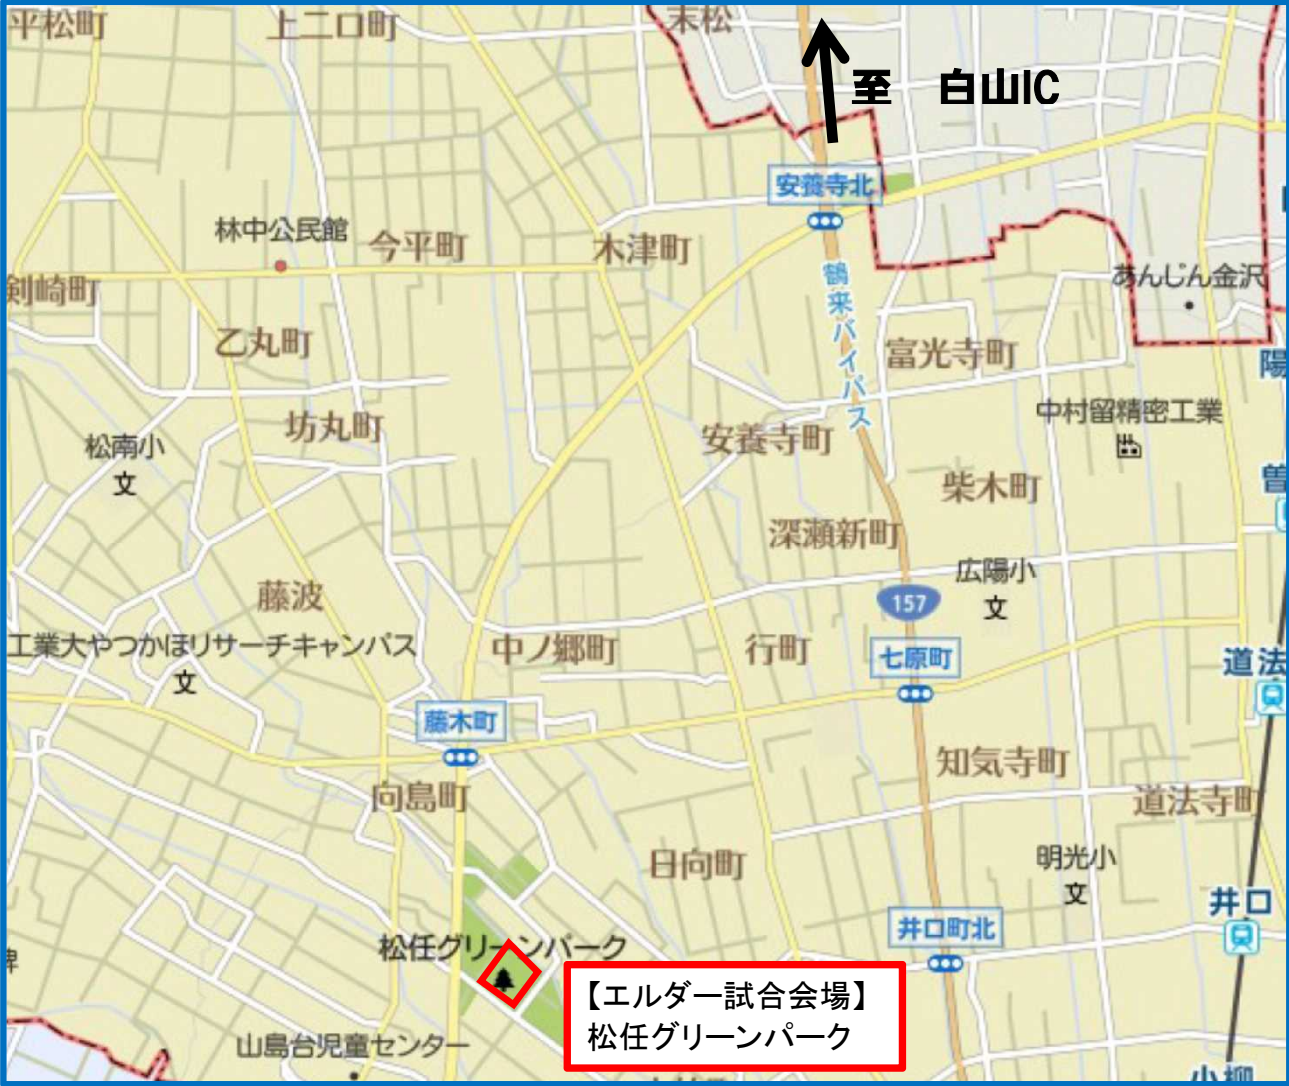 平松町
上二口町
末松
至 白山IC
安養寺北
林中公民館
今平町
木津町
剣崎町
鶴来バイパス
あんじん金沢
乙丸町
富光寺町
陽
坊丸町
中村留精密工業
松南小
文
安養寺町
柴木町
曽
深瀬新町
広陽小
文
藤波
157
工業大やつかほリサーチキャンパス
文
中ノ郷町
行町
七原町
道法
藤木町
知気寺町
向島町
道法寺町
日向町
明光小
文
井口
井口町北
松任グリーンパーク
【エルダー試合会場】
松任グリーンパーク
山島台児童センター
小柳